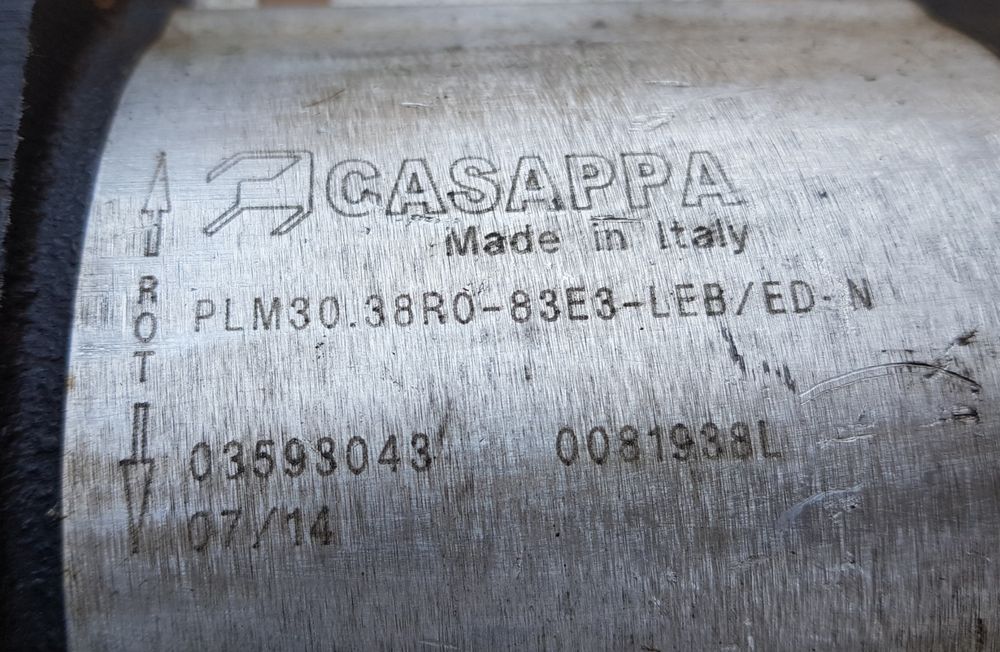 CASAPPA
Made in Italy
ROT
PLM30.38R0-83E3-LEB/ED-N
03593043 0081938L
07/14